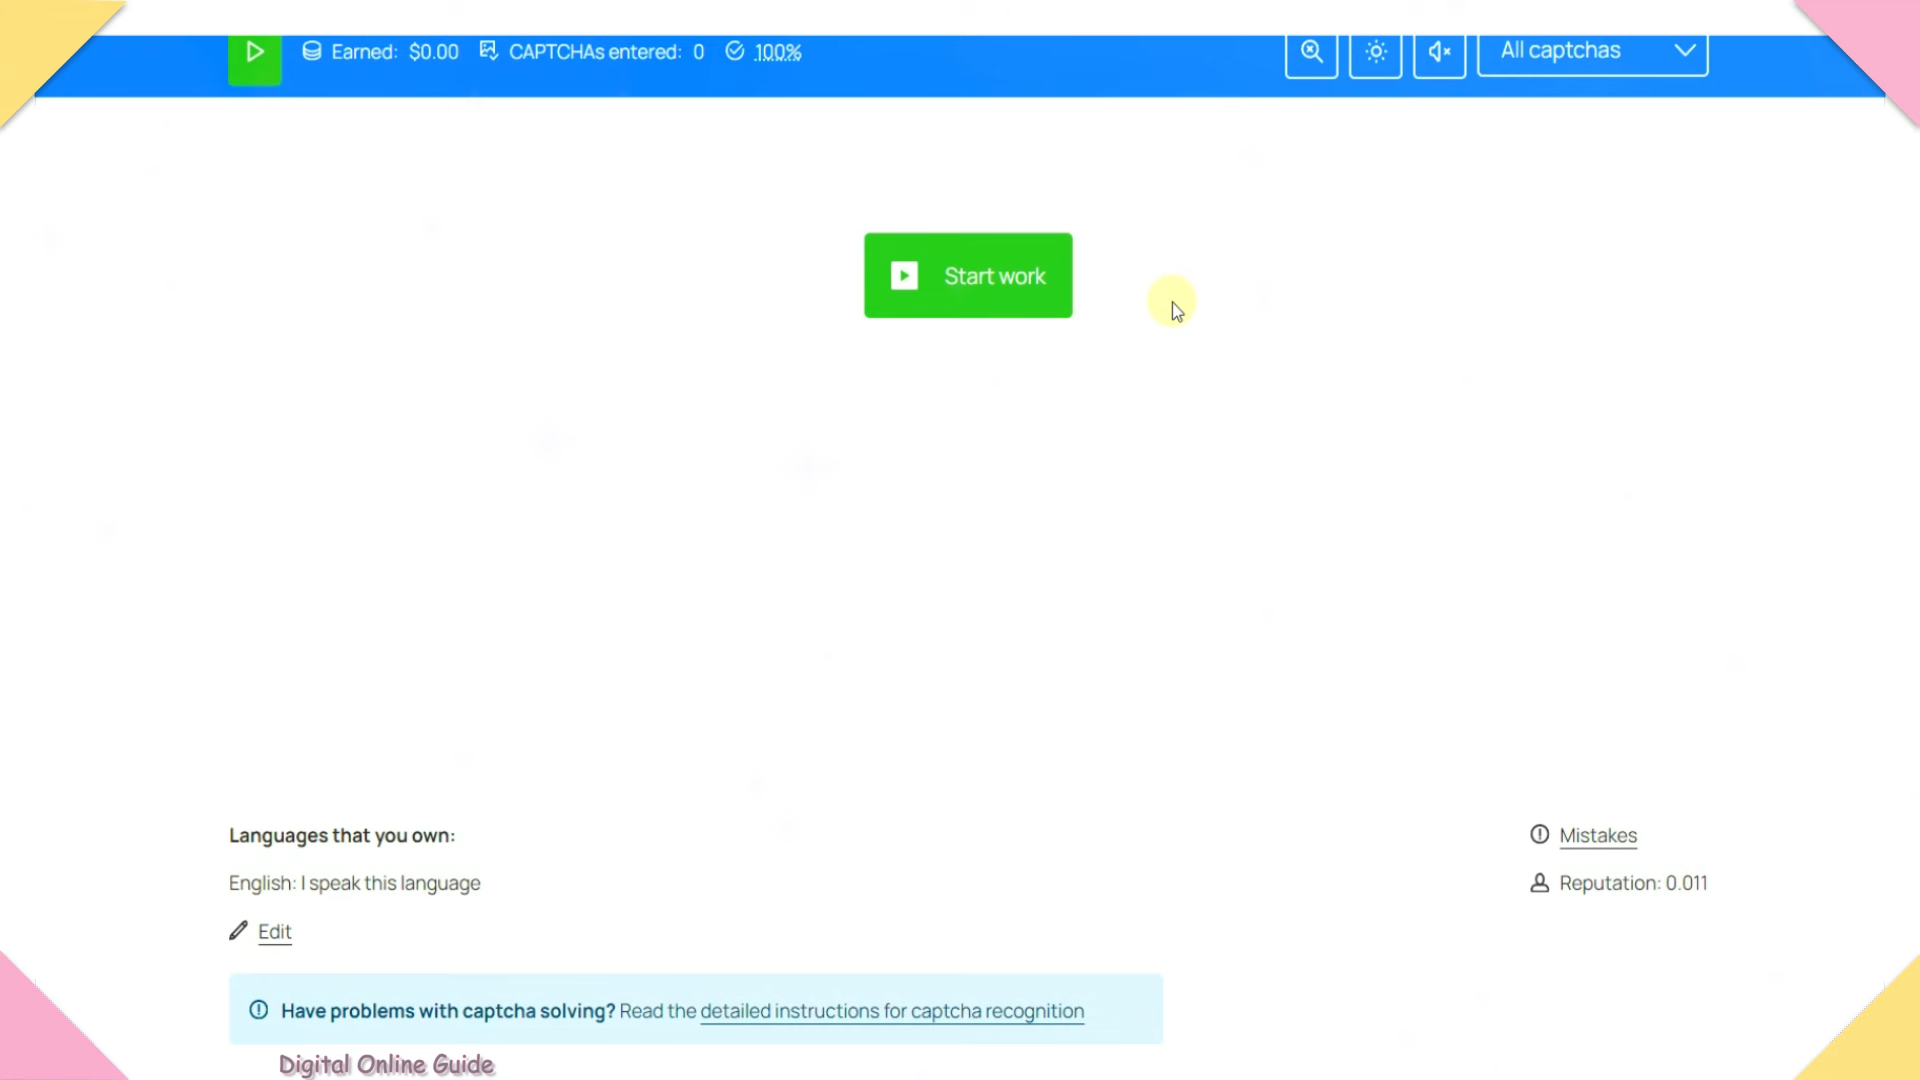 Earned: $0.00 CAPTCHAs entered: 0 100% All captchas
Start work
Languages that you own:
English: I speak this language
Edit
Mistakes
Reputation: 0.011
Have problems with captcha solving? Read the detailed instructions for captcha recognition
Digital Online Guide